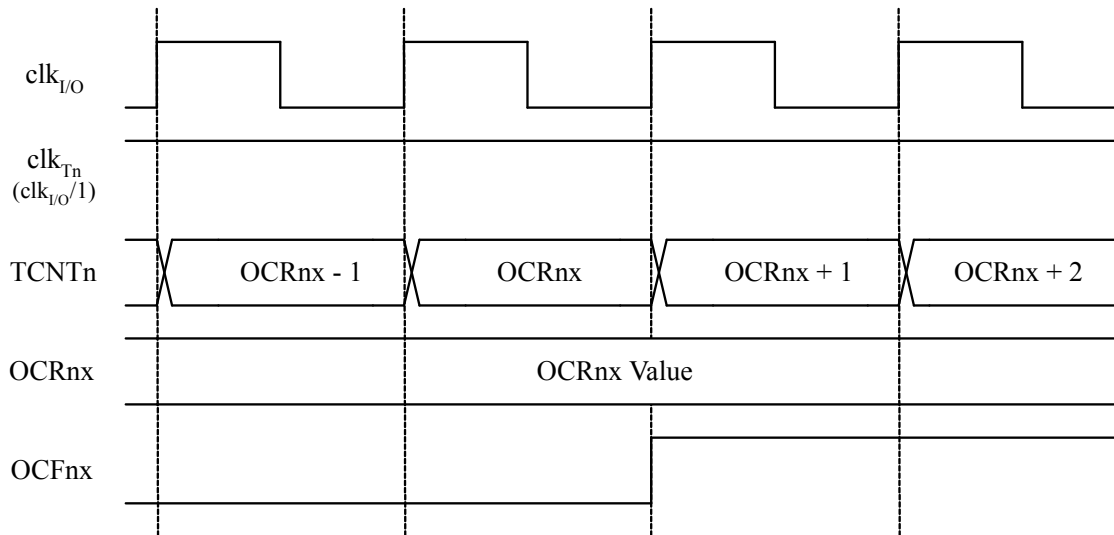 clkI/O
clkTn
(clkI/O/1)
TCNTn OCRnx - 1 OCRnx OCRnx + 1 OCRnx + 2
OCRnx OCRnx Value
OCFnx